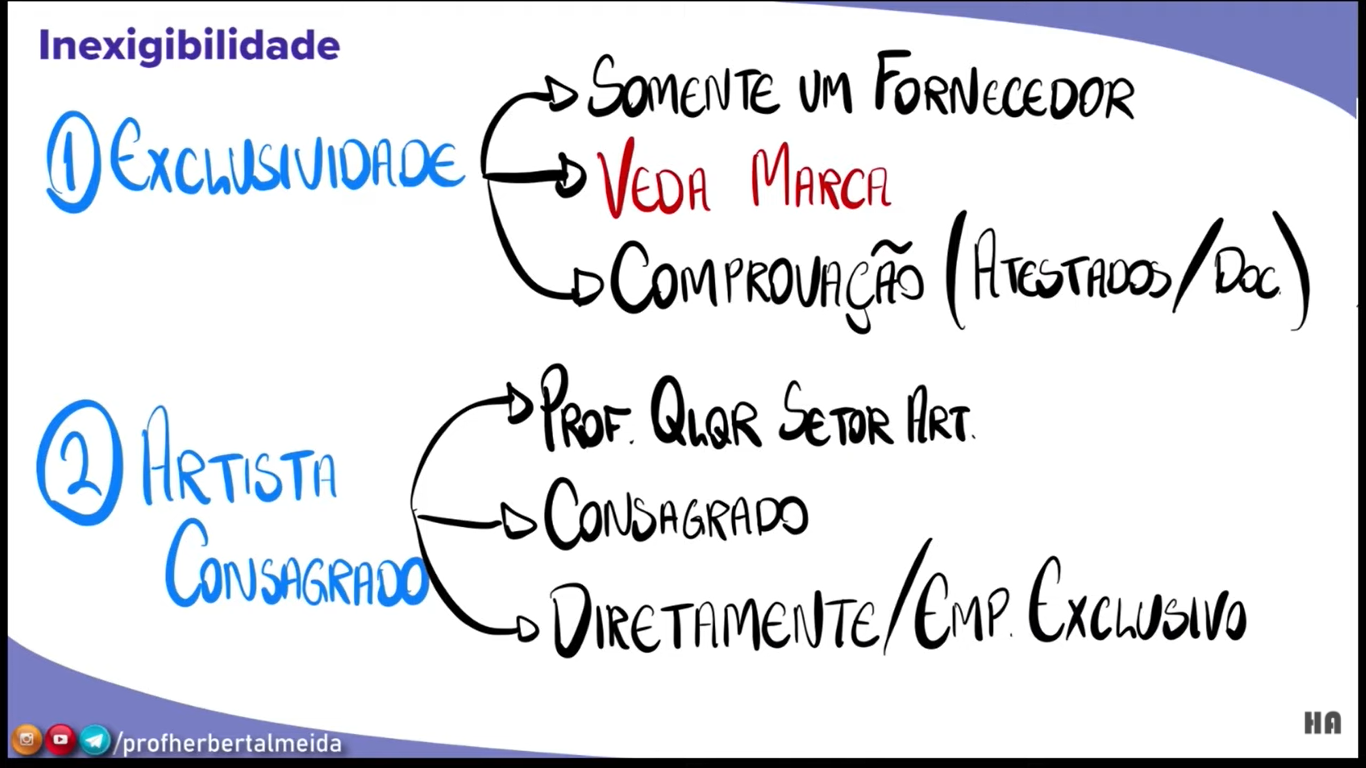 Inexigibilidade
1 EXCLUSIVIDADE
SOMENTE UM FORNECEDOR
VEDA MARCA
COMPROVAÇÃO (ATESTADOS/DOC.)
2 ARTISTA
CONSAGRADO
PROF. QLQR SETOR ART.
CONSAGRADO
DIRETAMENTE/EMP. EXCLUSIVO
/profherbertalmeida
HA